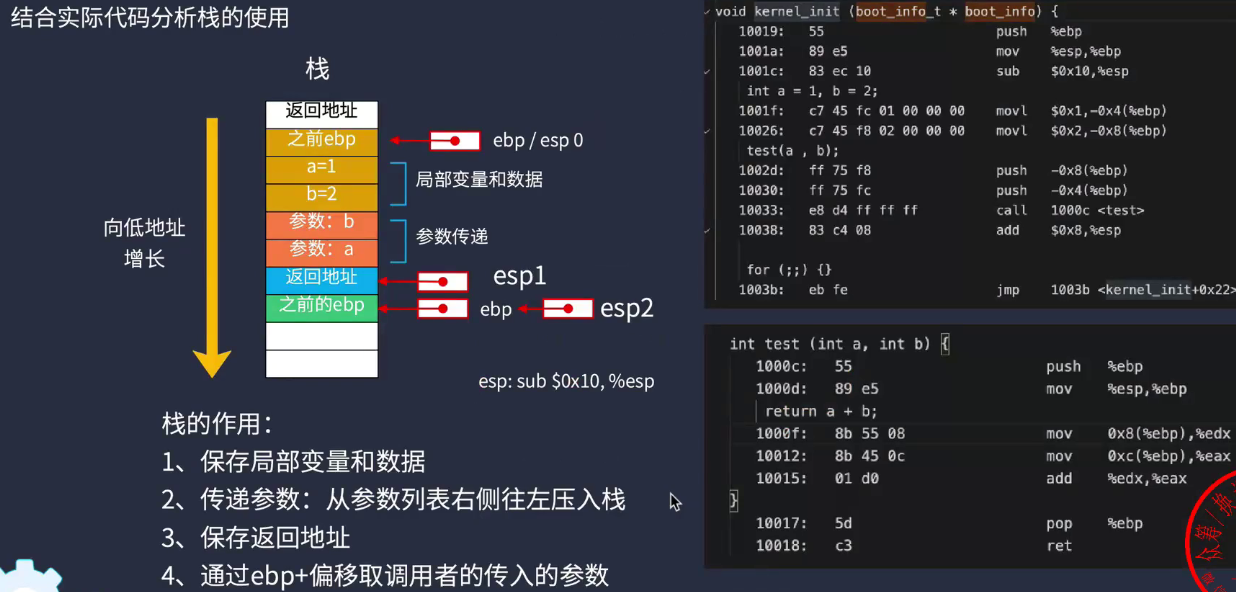 结合实际代码分析栈的使用
栈
返回地址
之前ebp
ebp / esp 0
a=1
b=2
局部变量和数据
参数：b
参数：a
参数传递
返回地址
esp1
之前的ebp
ebp
esp2
向低地址
增长
esp: sub $0x10, %esp
栈的作用：
1、保存局部变量和数据
2、传递参数：从参数列表右侧往左压入栈
3、保存返回地址
4、通过ebp+偏移取调用者的传入的参数
void kernel_init (boot_info_t * boot_info) {
10019: 55 push %ebp
1001a: 89 e5 mov %esp,%ebp
1001c: 83 ec 10 sub $0x10,%esp
int a = 1, b = 2;
1001f: c7 45 fc 01 00 00 00 movl $0x1,-0x4(%ebp)
10026: c7 45 f8 02 00 00 00 movl $0x2,-0x8(%ebp)
test(a , b);
1002d: ff 75 f8 push -0x8(%ebp)
10030: ff 75 fc push -0x4(%ebp)
10033: e8 d4 ff ff ff call 1000c <test>
10038: 83 c4 08 add $0x8,%esp
for (;;) {}
1003b: eb fe jmp 1003b <kernel_init+0x22>
int test (int a, int b) {
1000c: 55 push %ebp
1000d: 89 e5 mov %esp,%ebp
return a + b;
1000f: 8b 55 08 mov 0x8(%ebp),%edx
10012: 8b 45 0c mov 0xc(%ebp),%eax
10015: 01 d0 add %edx,%eax
}
10017: 5d pop %ebp
10018: c3 ret